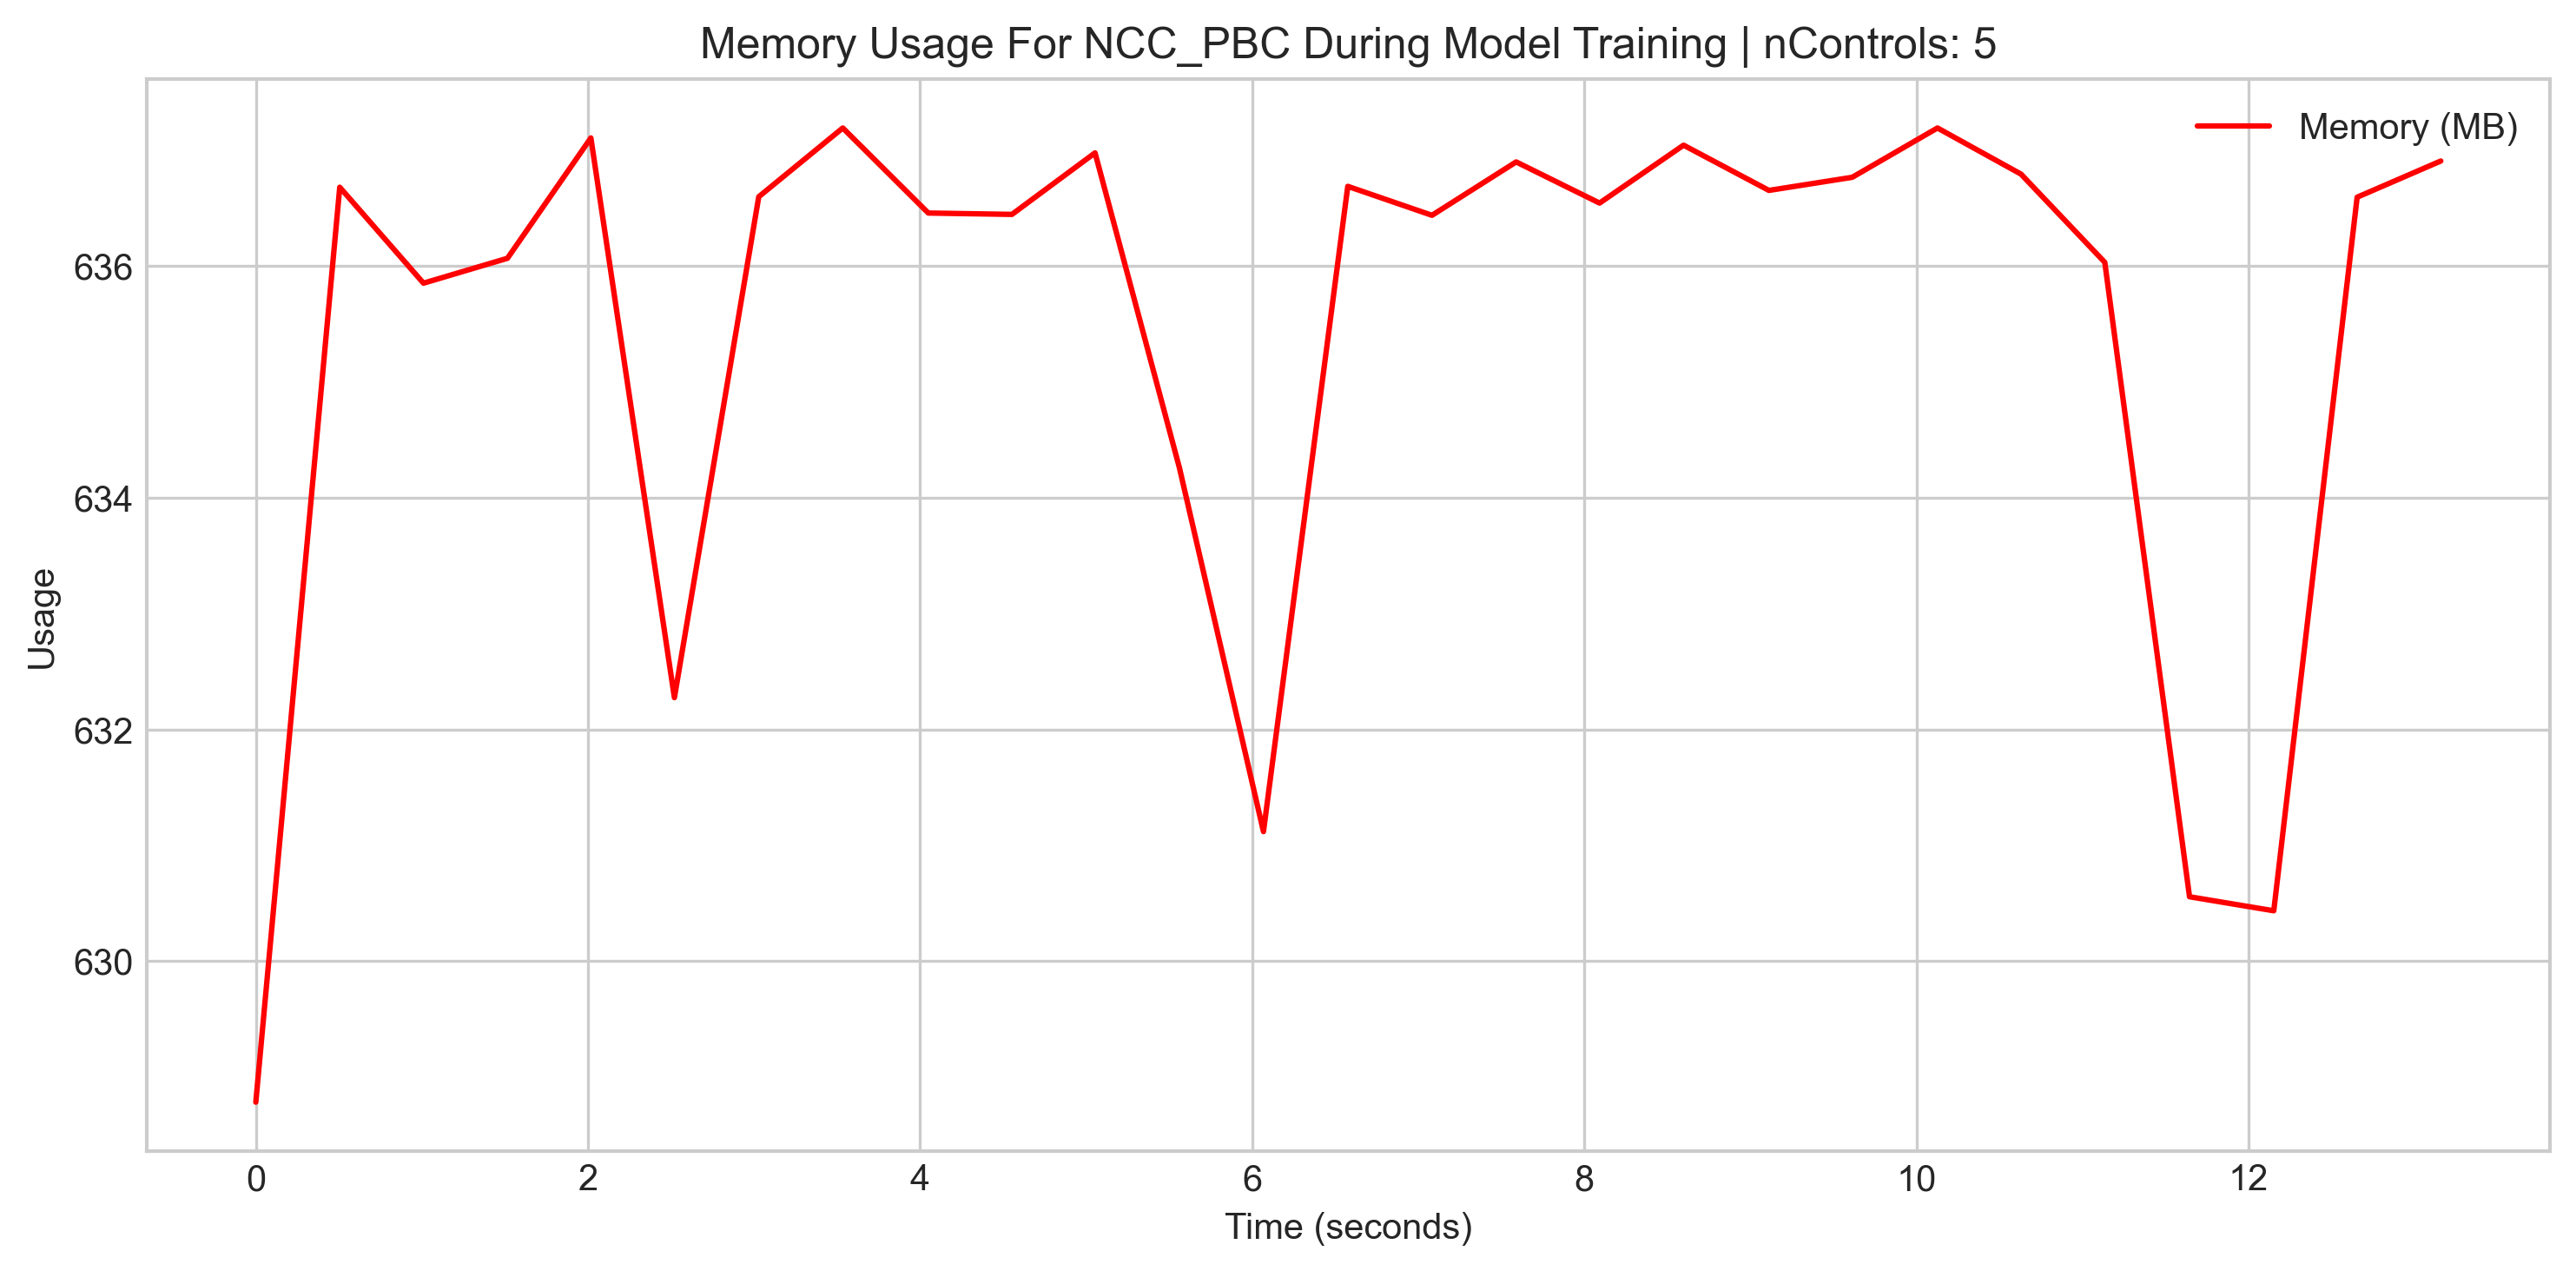 Memory Usage For NCC_PBC During Model Training | nControls: 5
Memory (MB)
636
634
632
630
Usage
0 2 4 6 8 10 12
Time (seconds)